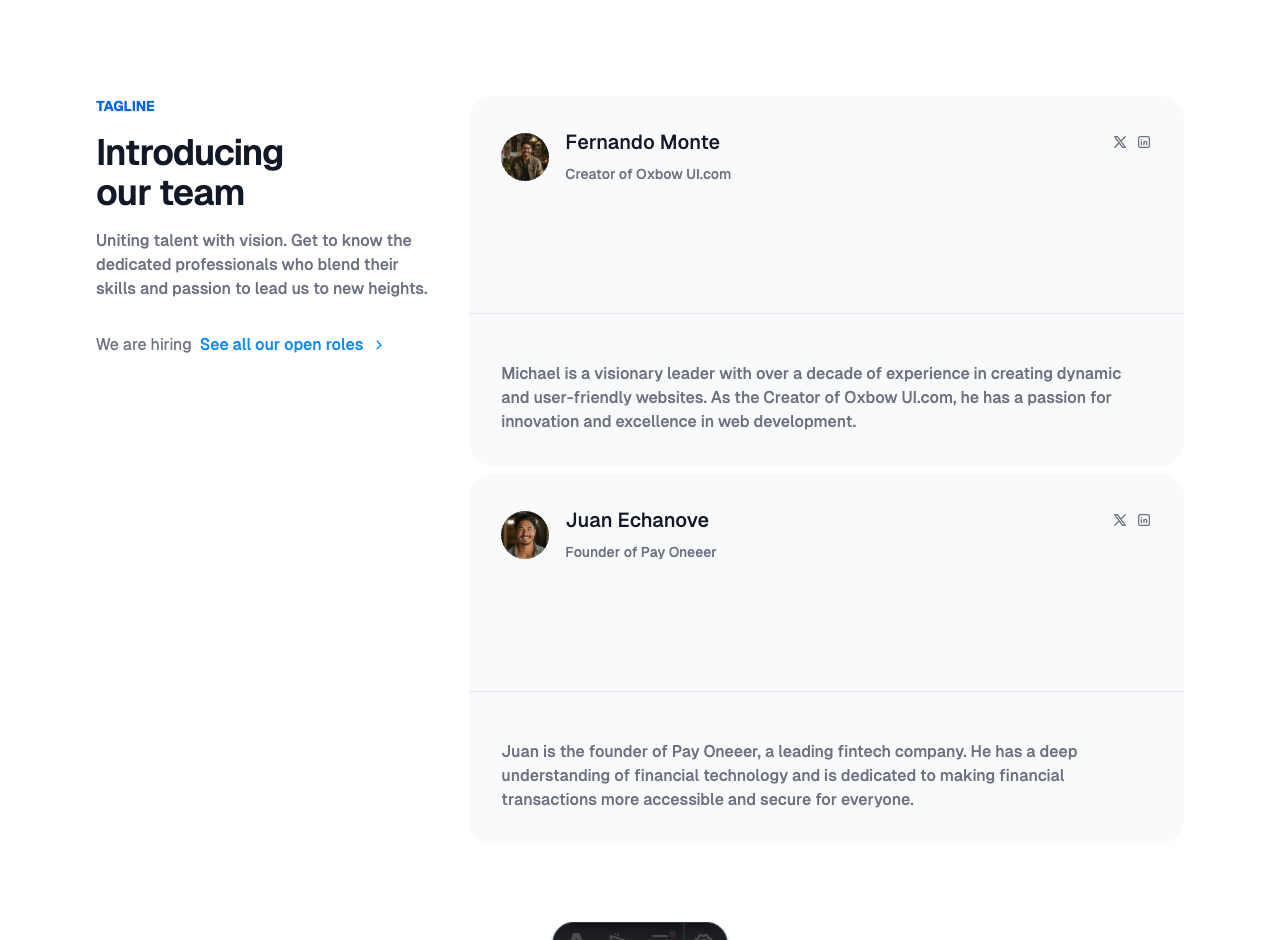 TAGLINE
Introducing
our team
Uniting talent with vision. Get to know the
dedicated professionals who blend their
skills and passion to lead us to new heights.
We are hiring See all our open roles
Fernando Monte
Creator of Oxbow UI.com
Michael is a visionary leader with over a decade of experience in creating dynamic
and user-friendly websites. As the Creator of Oxbow UI.com, he has a passion for
innovation and excellence in web development.
Juan Echanove
Founder of Pay Oneeer
Juan is the founder of Pay Oneeer, a leading fintech company. He has a deep
understanding of financial technology and is dedicated to making financial
transactions more accessible and secure for everyone.